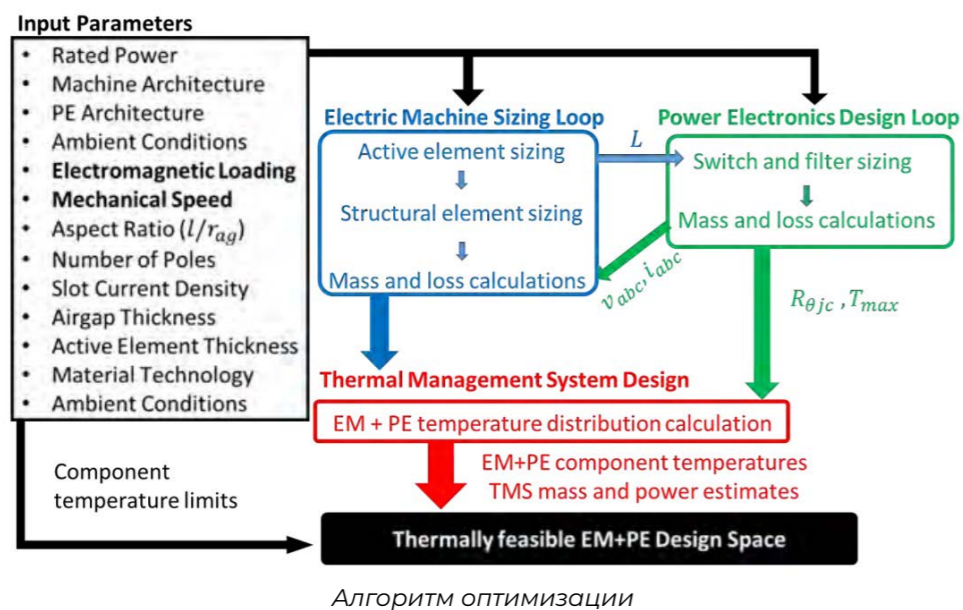 Input Parameters
• Rated Power
• Machine Architecture
• PE Architecture
• Ambient Conditions
• Electromagnetic Loading
• Mechanical Speed
• Aspect Ratio (l/r_ag)
• Number of Poles
• Slot Current Density
• Airgap Thickness
• Active Element Thickness
• Material Technology
• Ambient Conditions
Electric Machine Sizing Loop
Active element sizing
Structural element sizing
Mass and loss calculations
L
Power Electronics Design Loop
Switch and filter sizing
Mass and loss calculations
v_abc, i_abc
R_θjc , T_max
Thermal Management System Design
EM + PE temperature distribution calculation
EM+PE component temperatures
TMS mass and power estimates
Component
temperature limits
Thermally feasible EM+PE Design Space
Алгоритм оптимизации